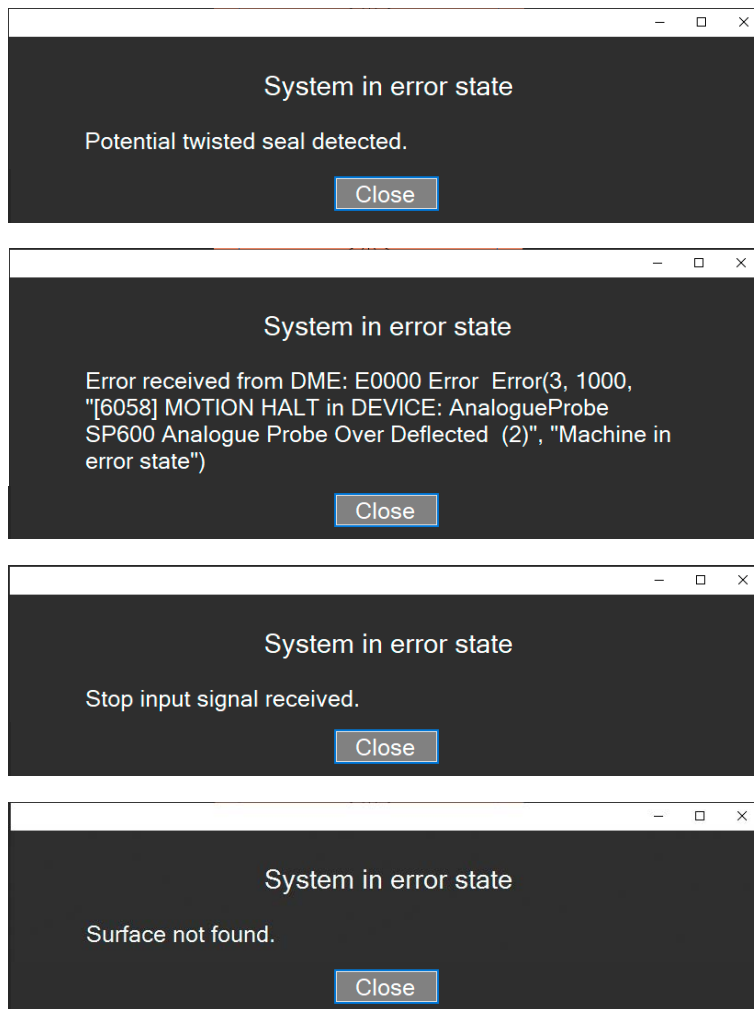 System in error state
Potential twisted seal detected.
Close
System in error state
Error received from DME: E0000 Error  Error(3, 1000,
"[6058] MOTION HALT in DEVICE: AnalogueProbe
SP600 Analogue Probe Over Deflected  (2)", "Machine in
error state")
Close
System in error state
Stop input signal received.
Close
System in error state
Surface not found.
Close